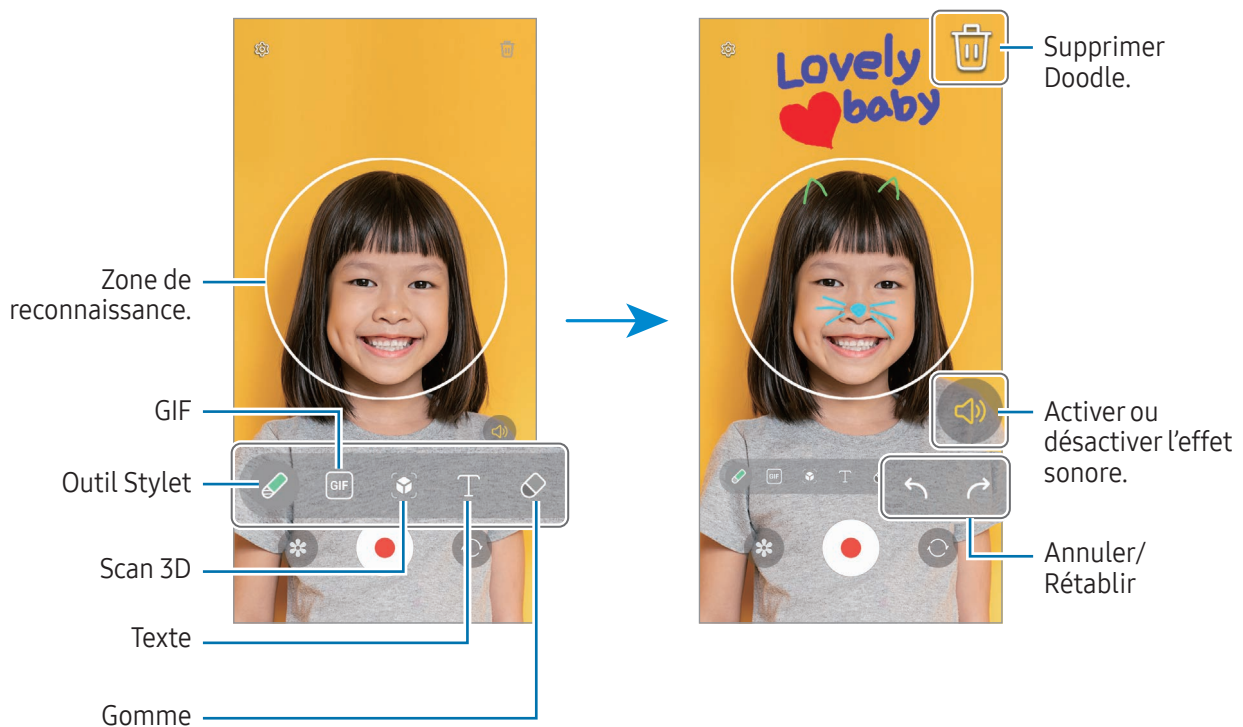 Lovely
baby
Supprimer
Doodle.
Zone de
reconnaissance.
GIF
Outil Stylet
GIF
T
GIF
T
Activer ou
désactiver l'effet
sonore.
Scan 3D
Annuler/
Rétablir
Texte
Gomme